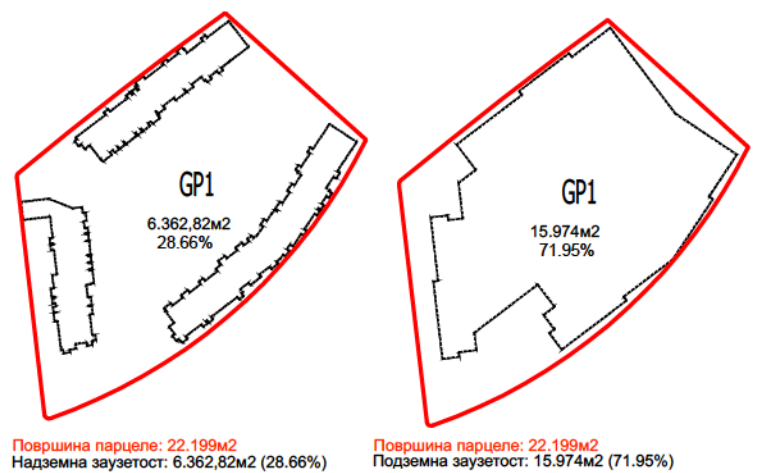 GP1
6.362,82м2
28.66%
GP1
15.974м2
71.95%
Површина парцеле: 22.199м2
Надземна заузетост: 6.362,82м2 (28.66%)
Површина парцеле: 22.199м2
Подземна заузетост: 15.974м2 (71.95%)